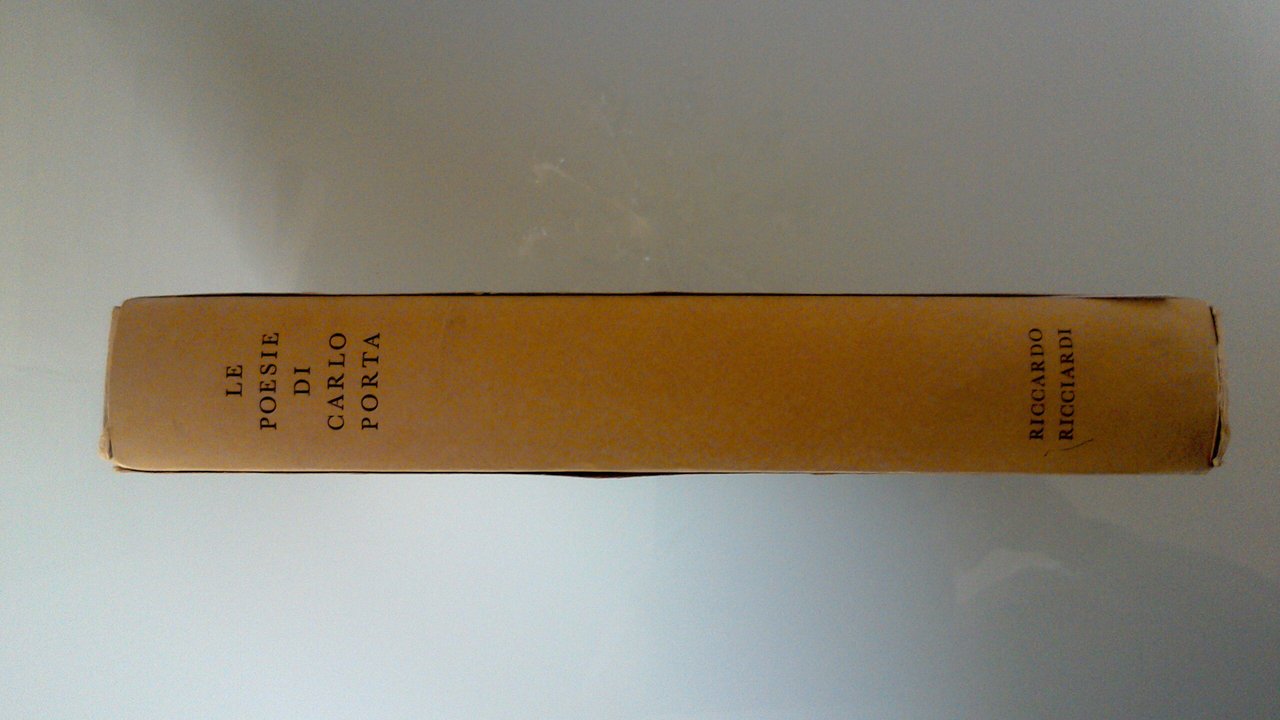 LE
POESIE
DI
CARLO
PORTA
RICCARDO
RICCIARDI